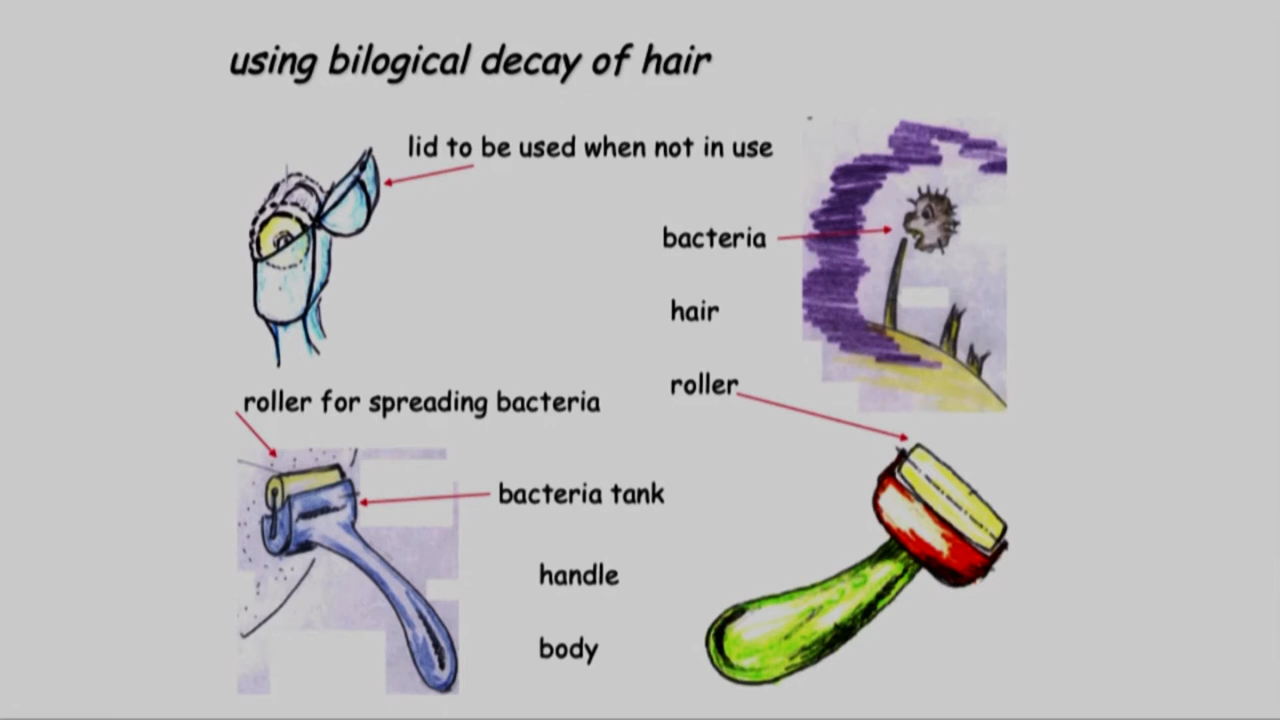 using bilogical decay of hair
lid to be used when not in use
bacteria
hair
roller
roller for spreading bacteria
bacteria tank
handle
body